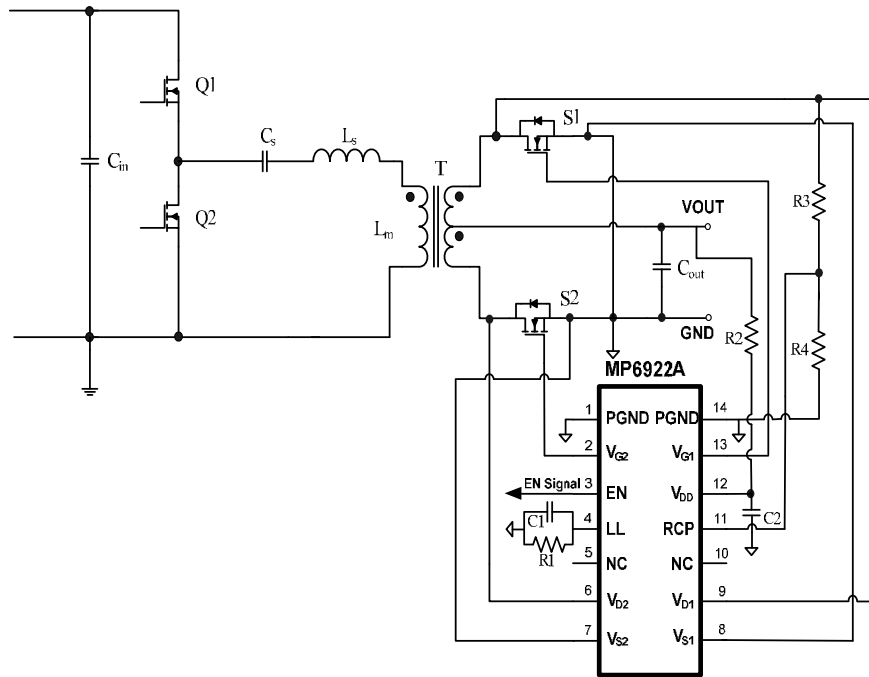 Q1
S1
Cs
Ls
T
Cin
R3
VOUT
Q2
Lm
Cout
S2
GND
R2
R4
MP6922A
1 PGND PGND 14
2 VG2 VG1 13
EN Signal 3 EN VDD 12
C1 4 LL RCP 11 C2
R1 5 NC NC 10
6 VD2 VD1 9
7 VS2 VS1 8